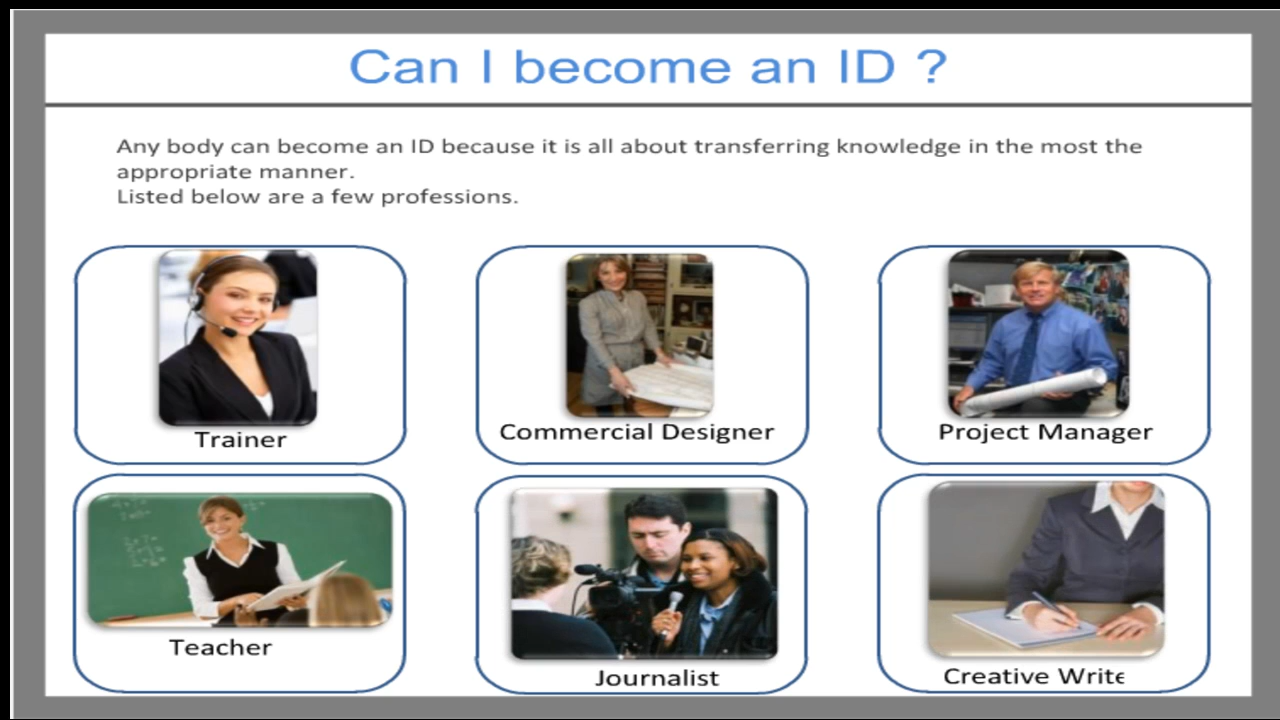 Can I become an ID ?
Any body can become an ID because it is all about transferring knowledge in the most the
appropriate manner.
Listed below are a few professions.
Trainer
Commercial Designer
Project Manager
Teacher
Journalist
Creative Write